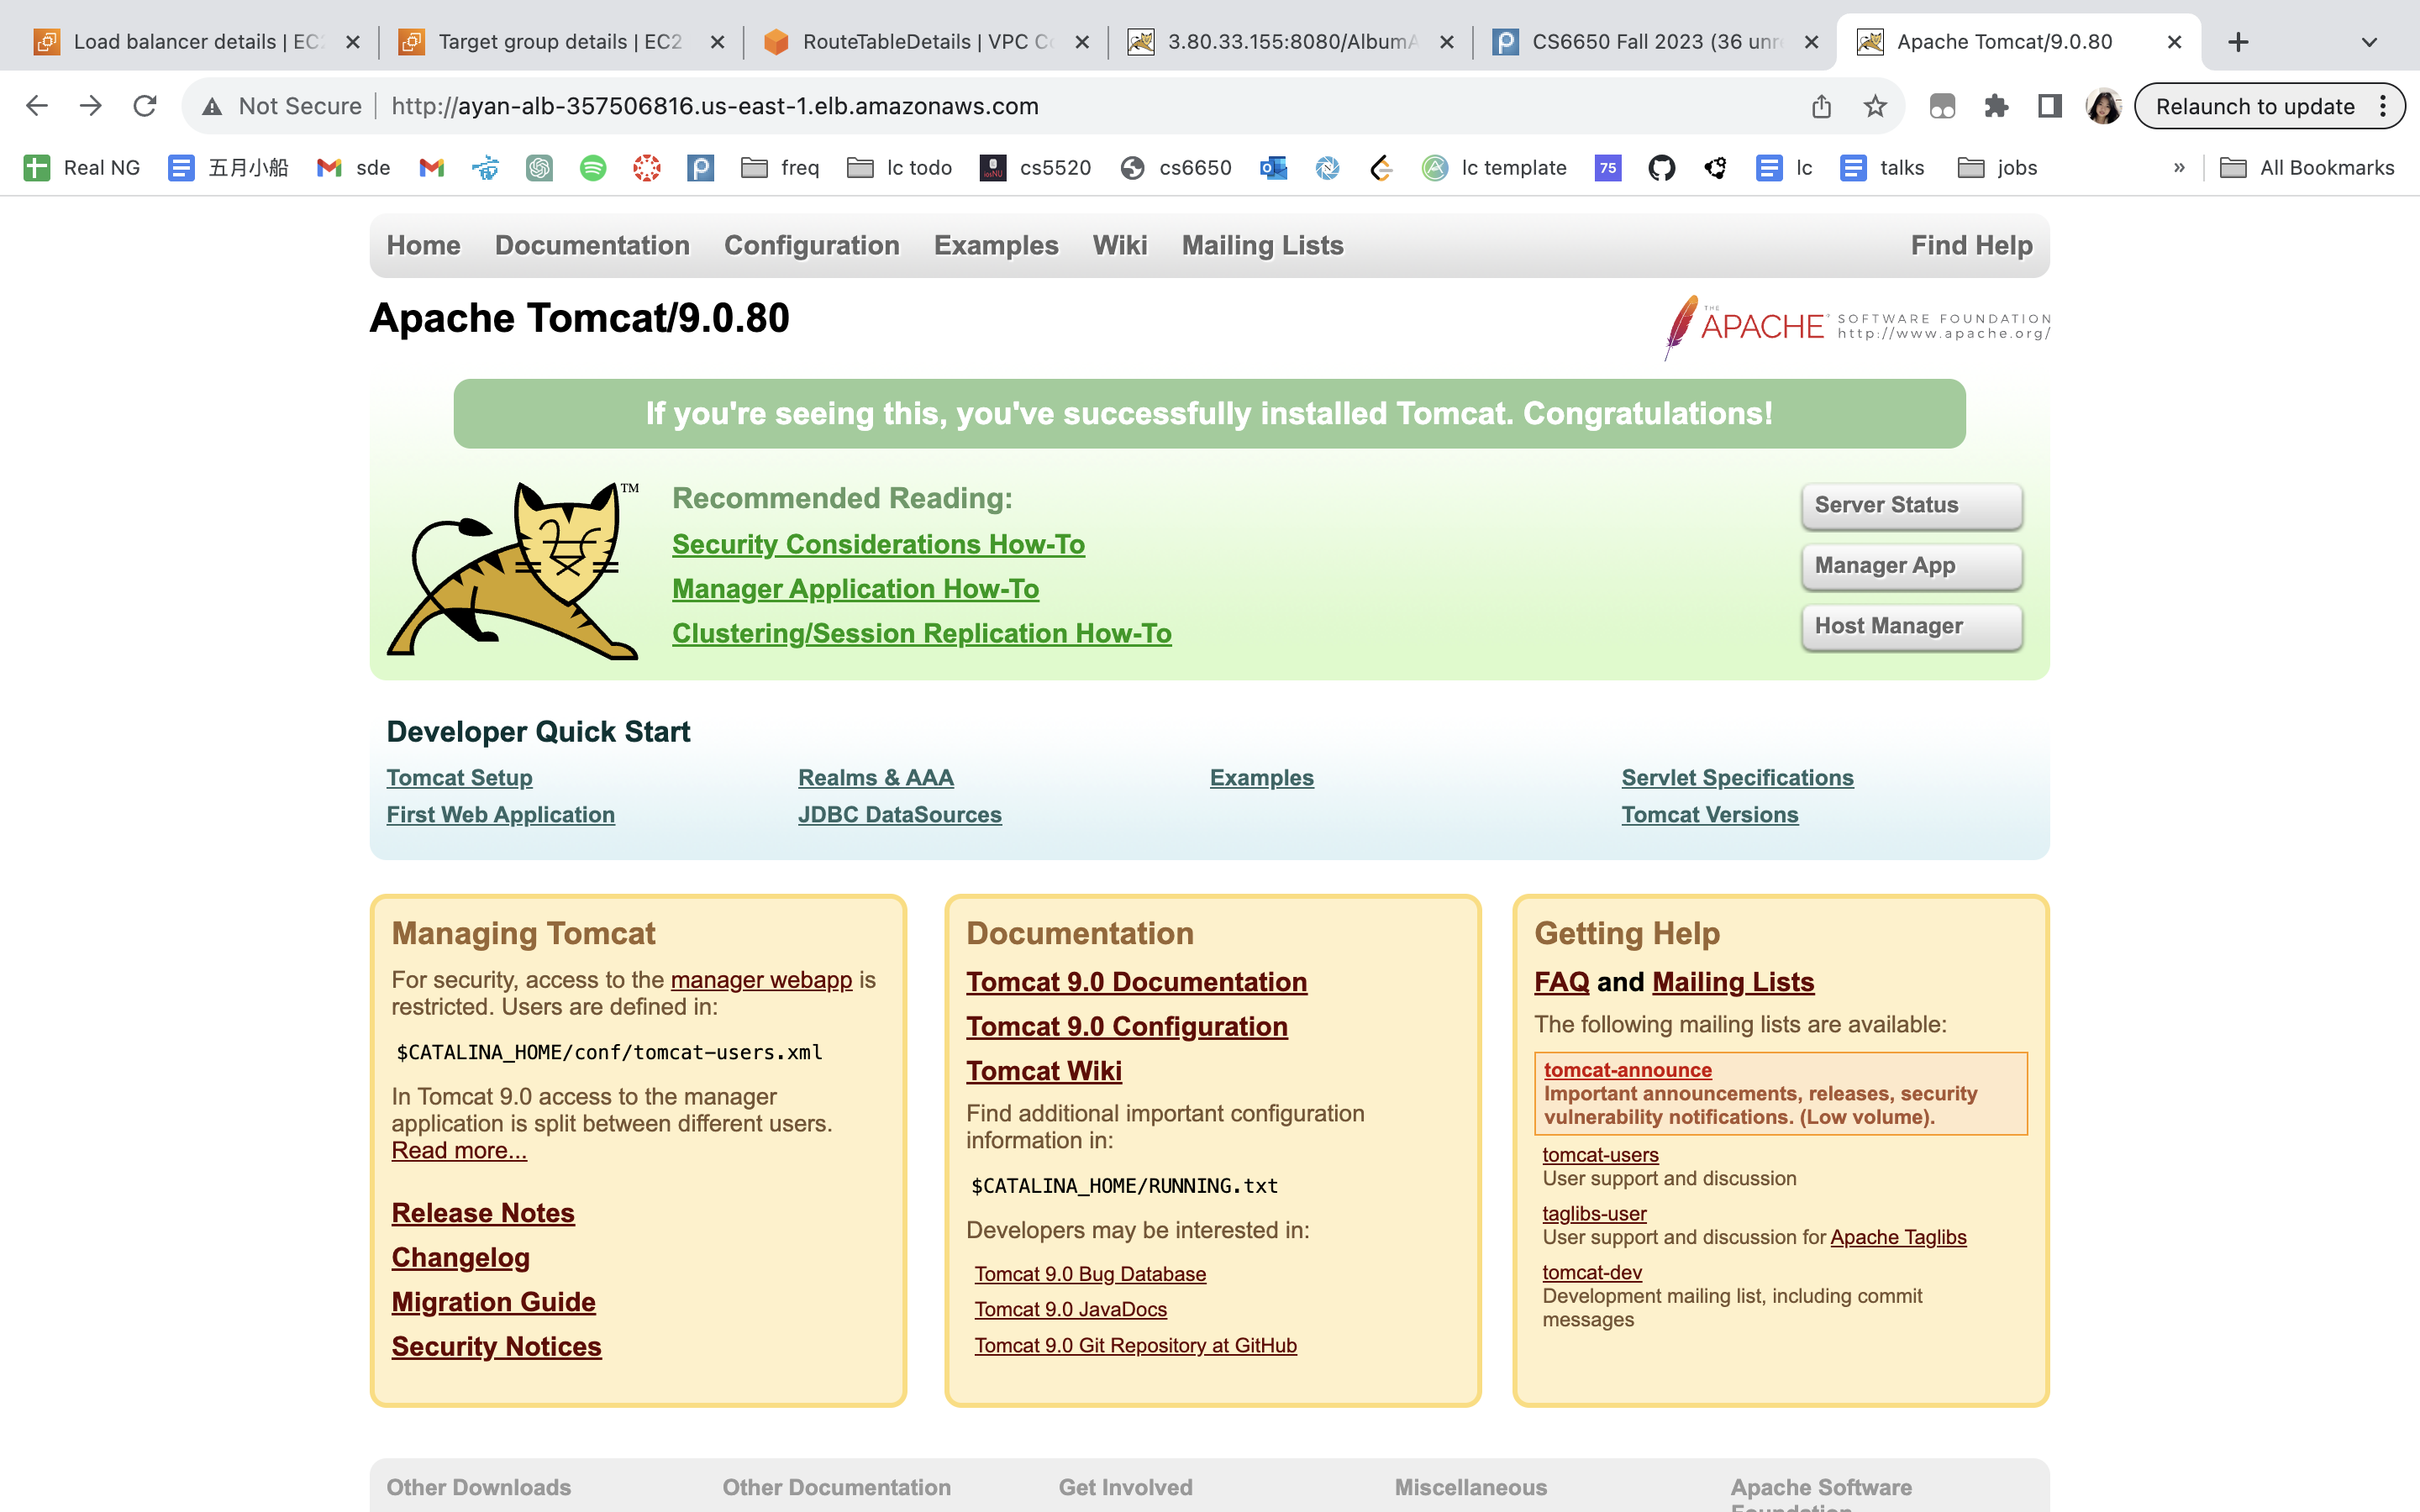 Load balancer details | EC2
Target group details | EC2
RouteTableDetails | VPC Co
3.80.33.155:8080/AlbumA
CS6650 Fall 2023 (36 unre
Apache Tomcat/9.0.80
Not Secure
http://ayan-alb-357506816.us-east-1.elb.amazonaws.com
Relaunch to update
Real NG
五月小船
sde
freq
lc todo
cs5520
cs6650
lc template
75
lc
talks
jobs
»
All Bookmarks
Home
Documentation
Configuration
Examples
Wiki
Mailing Lists
Find Help
Apache Tomcat/9.0.80
THE
APACHE
SOFTWARE FOUNDATION
http://www.apache.org/
If you're seeing this, you've successfully installed Tomcat. Congratulations!
TM
Recommended Reading:
Security Considerations How-To
Manager Application How-To
Clustering/Session Replication How-To
Server Status
Manager App
Host Manager
Developer Quick Start
Tomcat Setup
First Web Application
Realms & AAA
JDBC DataSources
Examples
Servlet Specifications
Tomcat Versions
Managing Tomcat
For security, access to the manager webapp is
restricted. Users are defined in:
$CATALINA_HOME/conf/tomcat-users.xml
In Tomcat 9.0 access to the manager
application is split between different users.
Read more...
Release Notes
Changelog
Migration Guide
Security Notices
Documentation
Tomcat 9.0 Documentation
Tomcat 9.0 Configuration
Tomcat Wiki
Find additional important configuration
information in:
$CATALINA_HOME/RUNNING.txt
Developers may be interested in:
Tomcat 9.0 Bug Database
Tomcat 9.0 JavaDocs
Tomcat 9.0 Git Repository at GitHub
Getting Help
FAQ and Mailing Lists
The following mailing lists are available:
tomcat-announce
Important announcements, releases, security
vulnerability notifications. (Low volume).
tomcat-users
User support and discussion
taglibs-user
User support and discussion for Apache Taglibs
tomcat-dev
Development mailing list, including commit
messages
Other Downloads
Other Documentation
Get Involved
Miscellaneous
Apache Software
Foundation